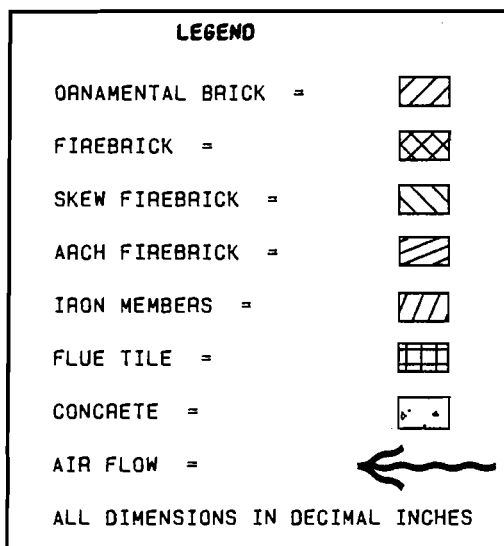 LEGEND
ORNAMENTAL BRICK =
FIREBRICK =
SKEW FIREBRICK =
ARCH FIREBRICK =
IRON MEMBERS =
FLUE TILE =
CONCRETE =
AIR FLOW =
ALL DIMENSIONS IN DECIMAL INCHES